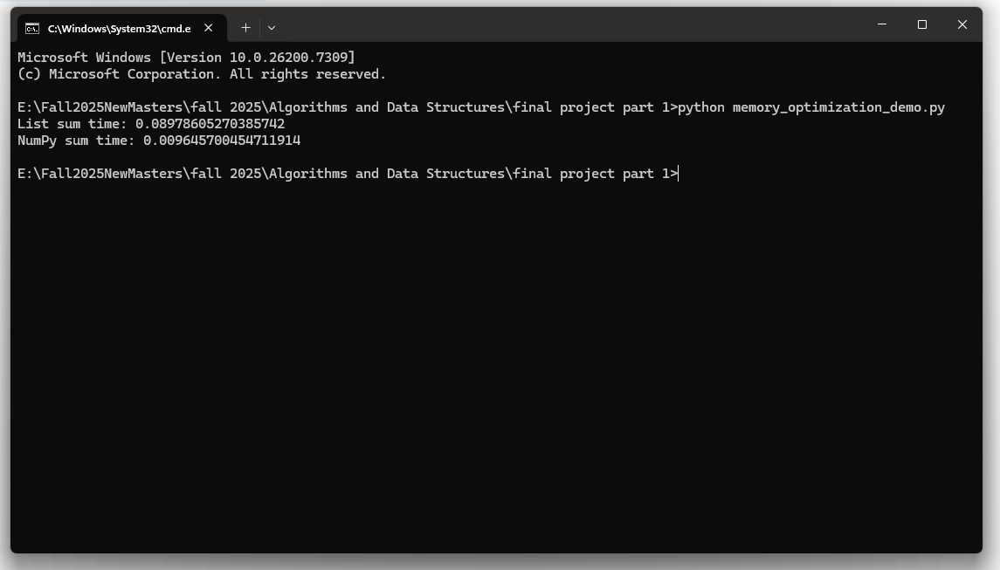 C:\Windows\System32\cmd.e
Microsoft Windows [Version 10.0.26200.7309]
(c) Microsoft Corporation. All rights reserved.
E:\Fall2025NewMasters\fall 2025\Algorithms and Data Structures\final project part 1>python memory_optimization_demo.py
List sum time: 0.08978605270385742
NumPy sum time: 0.009645700454711914
E:\Fall2025NewMasters\fall 2025\Algorithms and Data Structures\final project part 1>